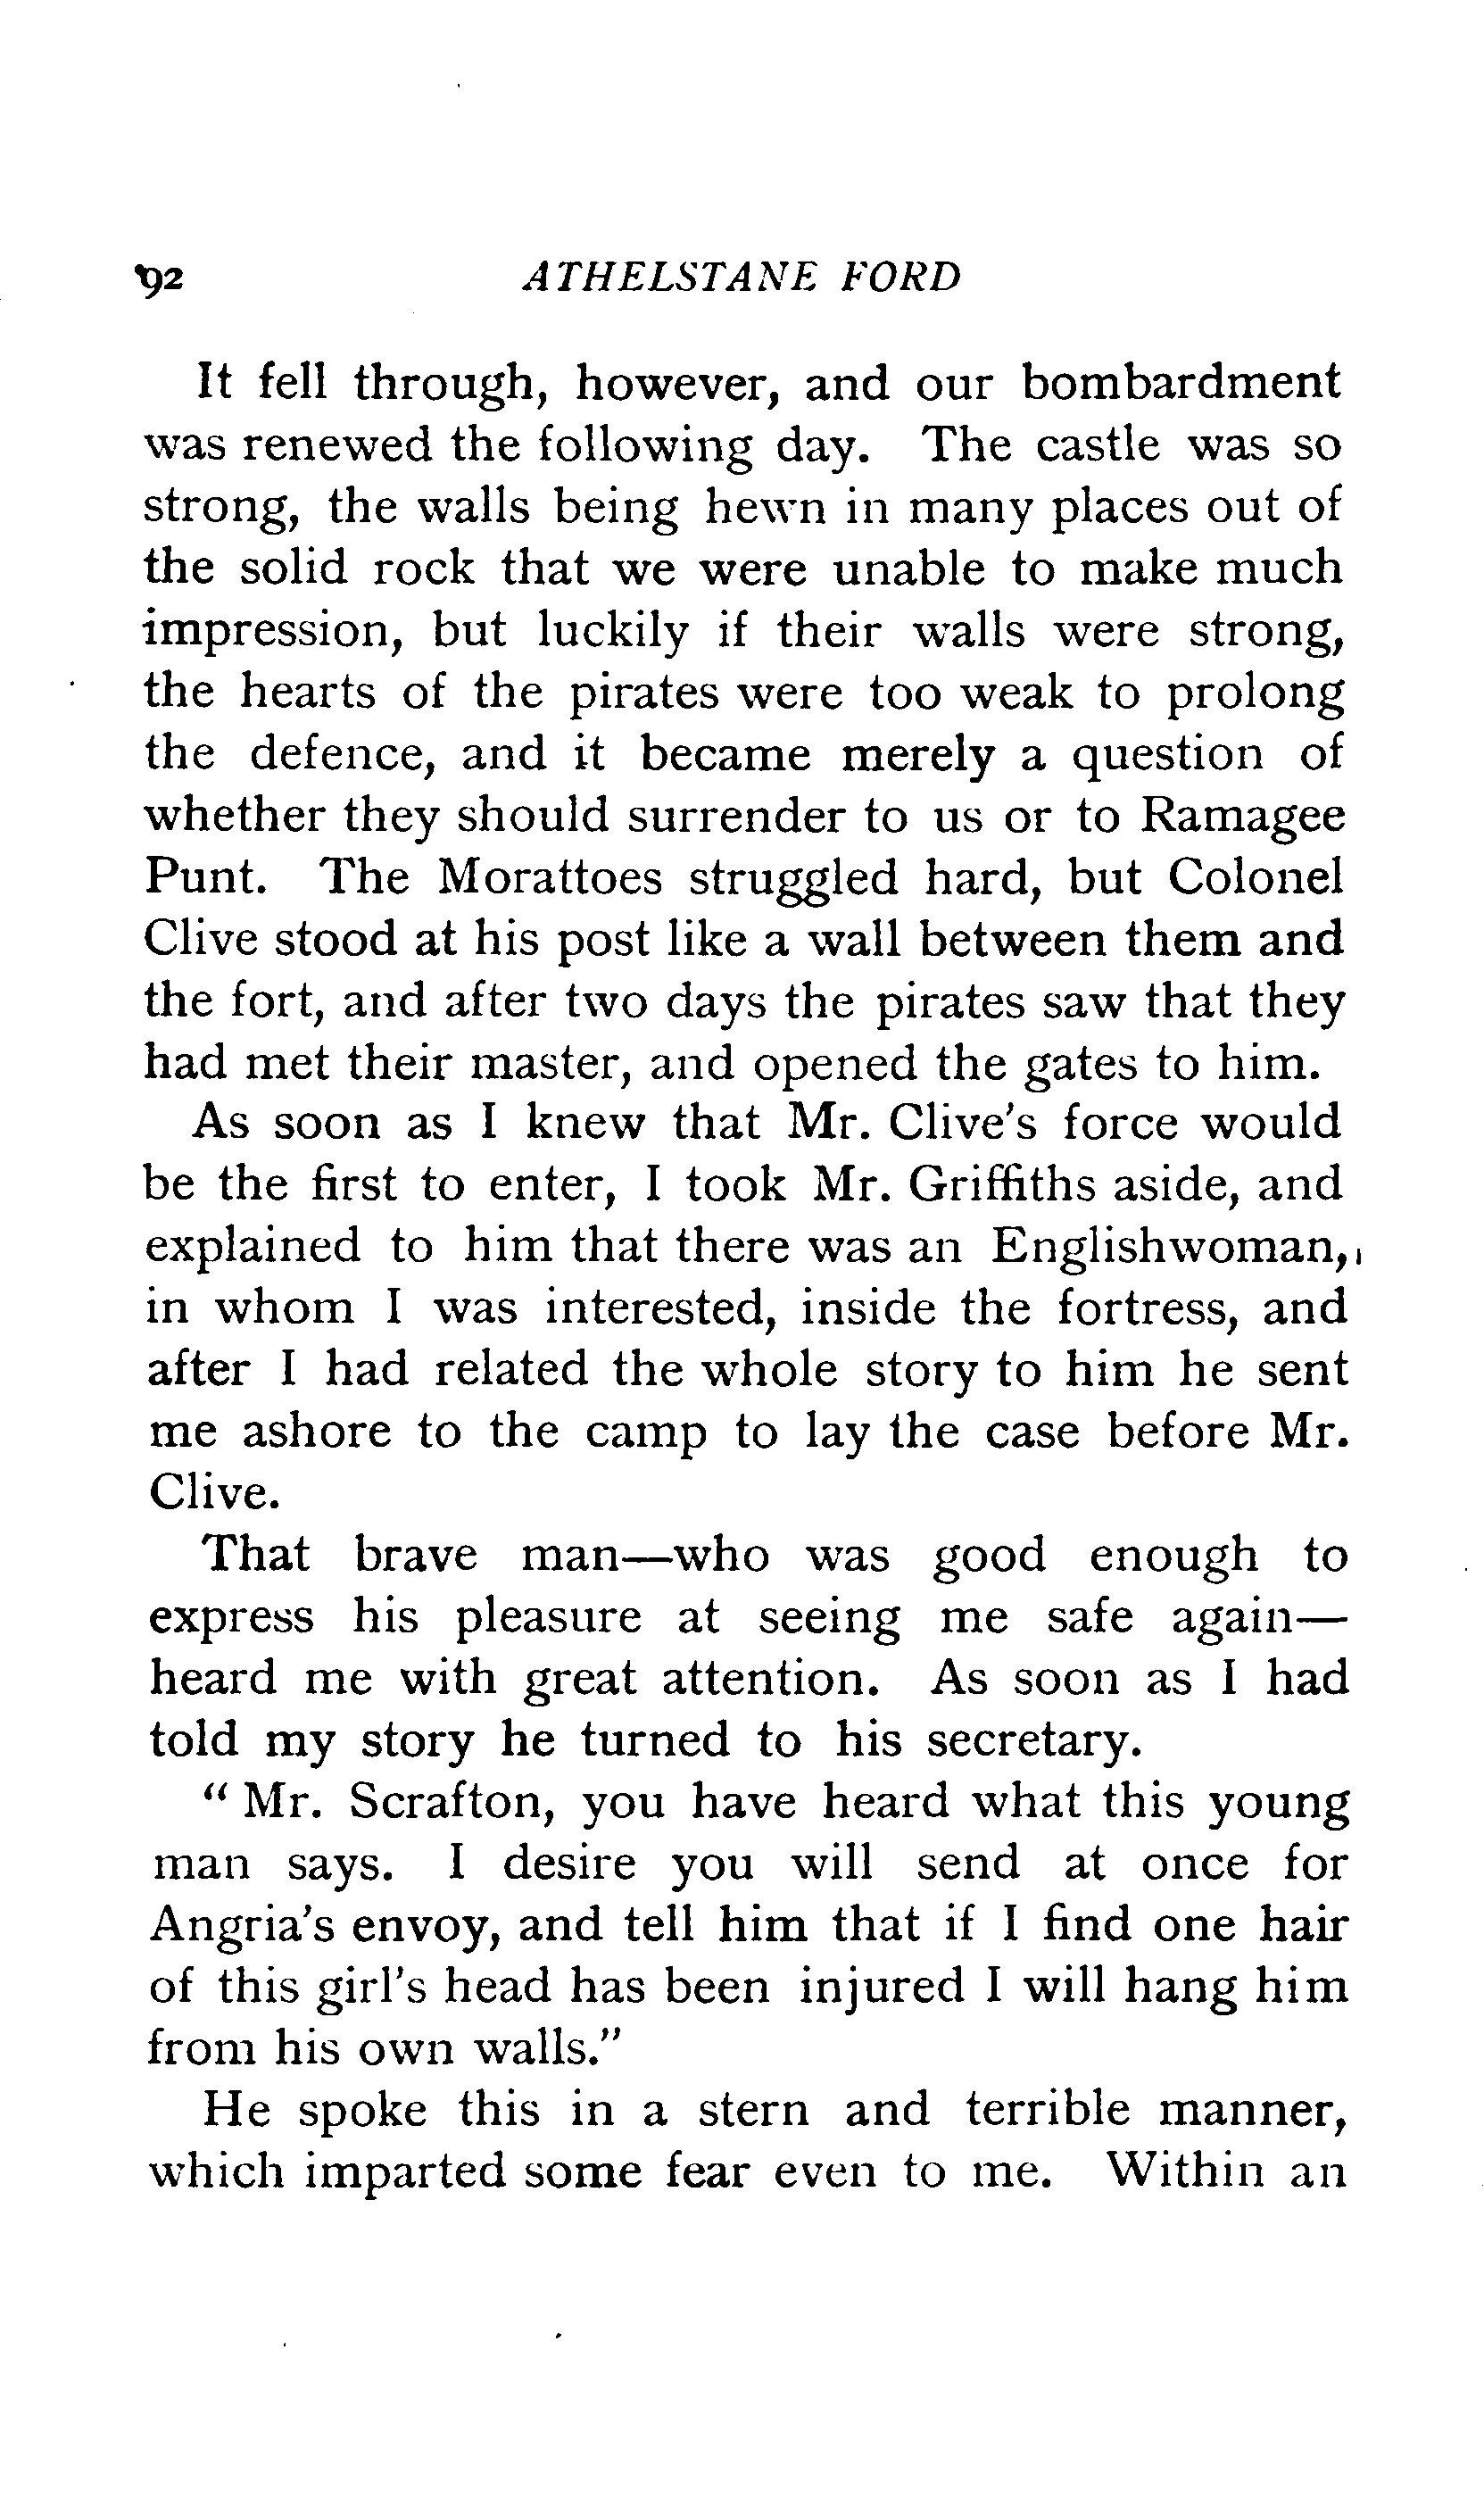 92 ATHELSTANE FORD
It fell through, however, and our bombardment
was renewed the following day. The castle was so
strong, the walls being hewn in many places out of
the solid rock that we were unable to make much
impression, but luckily if their walls were strong,
the hearts of the pirates were too weak to prolong
the defence, and it became merely a question of
whether they should surrender to us or to Ramagee
Punt. The Morattoes struggled hard, but Colonel
Clive stood at his post like a wall between them and
the fort, and after two days the pirates saw that they
had met their master, and opened the gates to him.
As soon as I knew that Mr. Clive's force would
be the first to enter, I took Mr. Griffiths aside, and
explained to him that there was an Englishwoman,
in whom I was interested, inside the fortress, and
after I had related the whole story to him he sent
me ashore to the camp to lay the case before Mr.
Clive.
That brave man—who was good enough to
express his pleasure at seeing me safe again—
heard me with great attention. As soon as I had
told my story he turned to his secretary.
"Mr. Scrafton, you have heard what this young
man says. I desire you will send at once for
Angria's envoy, and tell him that if I find one hair
of this girl's head has been injured I will hang him
from his own walls."
He spoke this in a stern and terrible manner,
which imparted some fear even to me. Within an